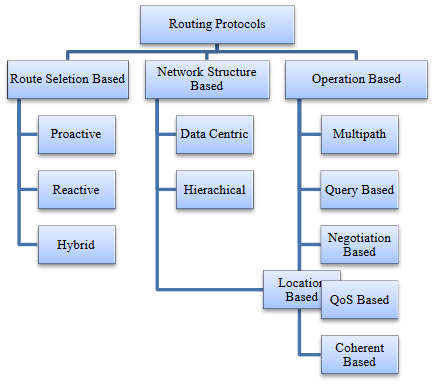 Routing Protocols
Route Seletion Based
Network Structure
Based
Operation Based
Proactive
Reactive
Hybrid
Data Centric
Hierachical
Location
Based
Multipath
Query Based
Negotiation
Based
QoS Based
Coherent
Based